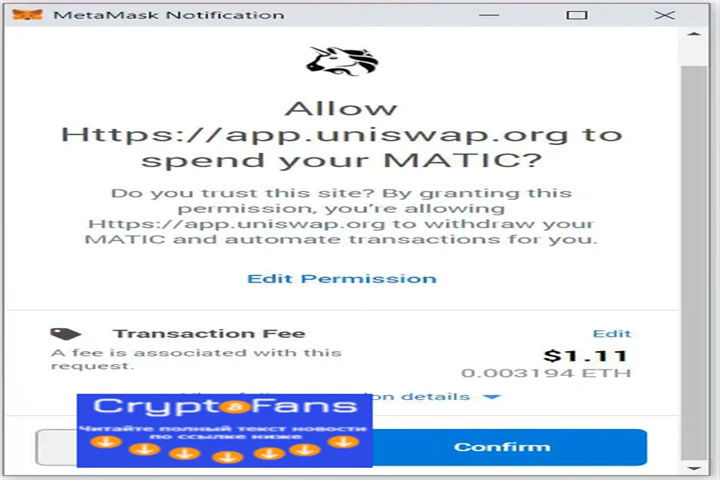 MetaMask Notification
Allow
Https://app.uniswap.org to
spend your MATIC?
Do you trust this site? By granting this
permission, you're allowing
Https://app.uniswap.org to withdraw your
MATIC and automate transactions for you.
Edit Permission
Transaction Fee
Edit
A fee is associated with this
request.
$1.11
0.003194 ETH
details
CryptoFans
Читайте полный текст новости
по ссылке ниже
Confirm